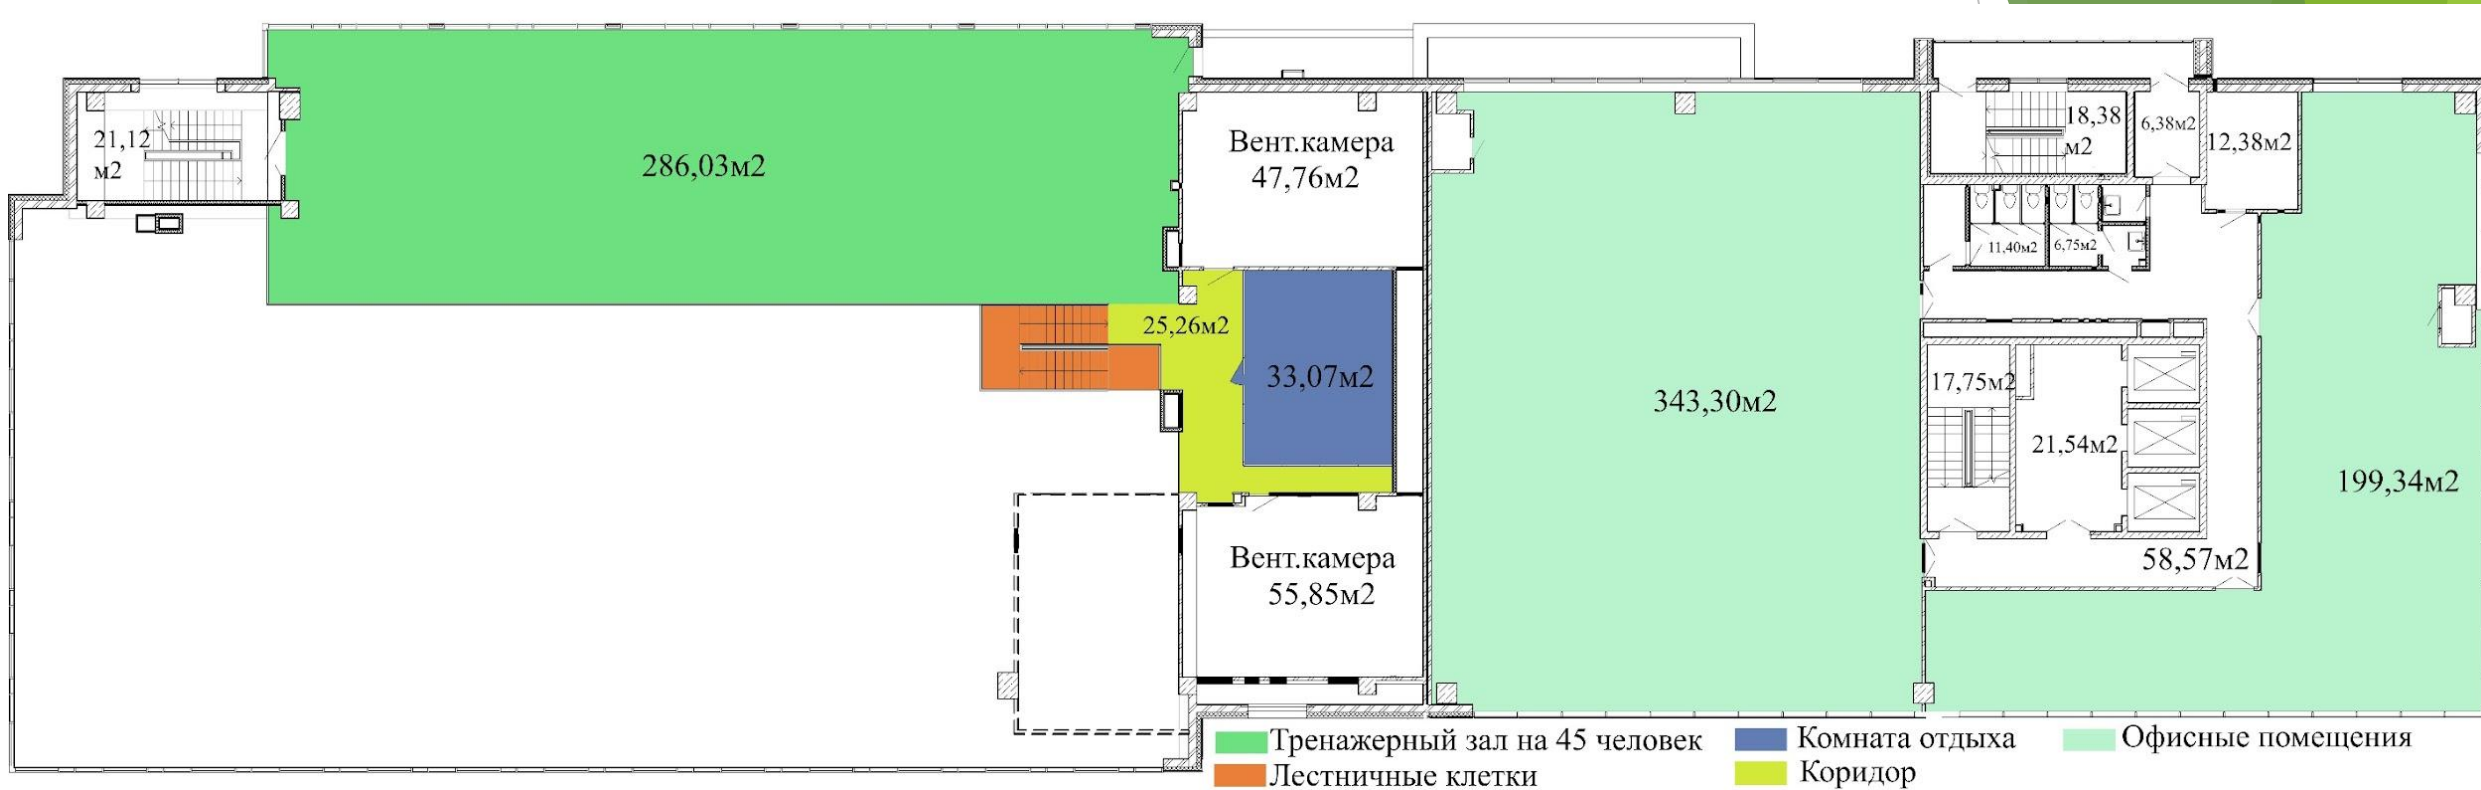 21,12
м2
286,03м2
Вент.камера
47,76м2
25,26м2
33,07м2
Вент.камера
55,85м2
343,30м2
18,38
м2
6,38м2
12,38м2
11,40м2
6,75м2
17,75м2
21,54м2
199,34м2
58,57м2
Тренажерный зал на 45 человек
Комната отдыха
Офисные помещения
Лестничные клетки
Коридор